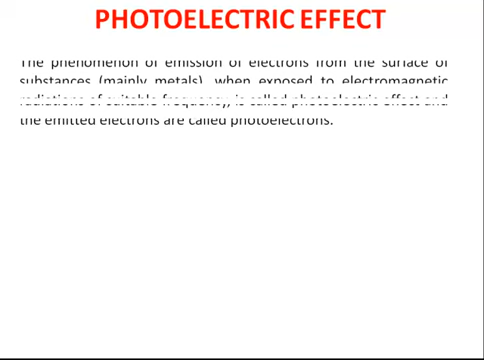 PHOTOELECTRIC EFFECT
The phenomenon of emission of electrons from the surface of
substances (mainly metals), when exposed to electromagnetic
radiations of suitable frequency, is called photoelectric effect and
the emitted electrons are called photoelectrons.